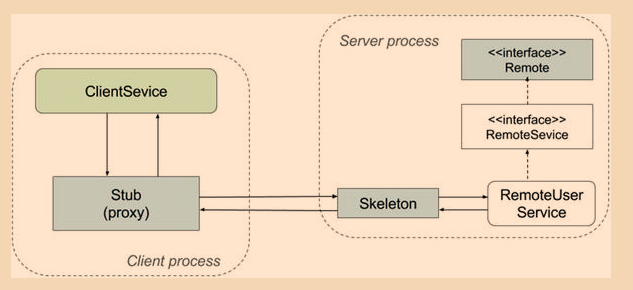 Server process
<<interface>>
Remote
ClientSevice
<<interface>>
RemoteSevice
Stub
(proxy)
Skeleton
RemoteUser
Service
Client process